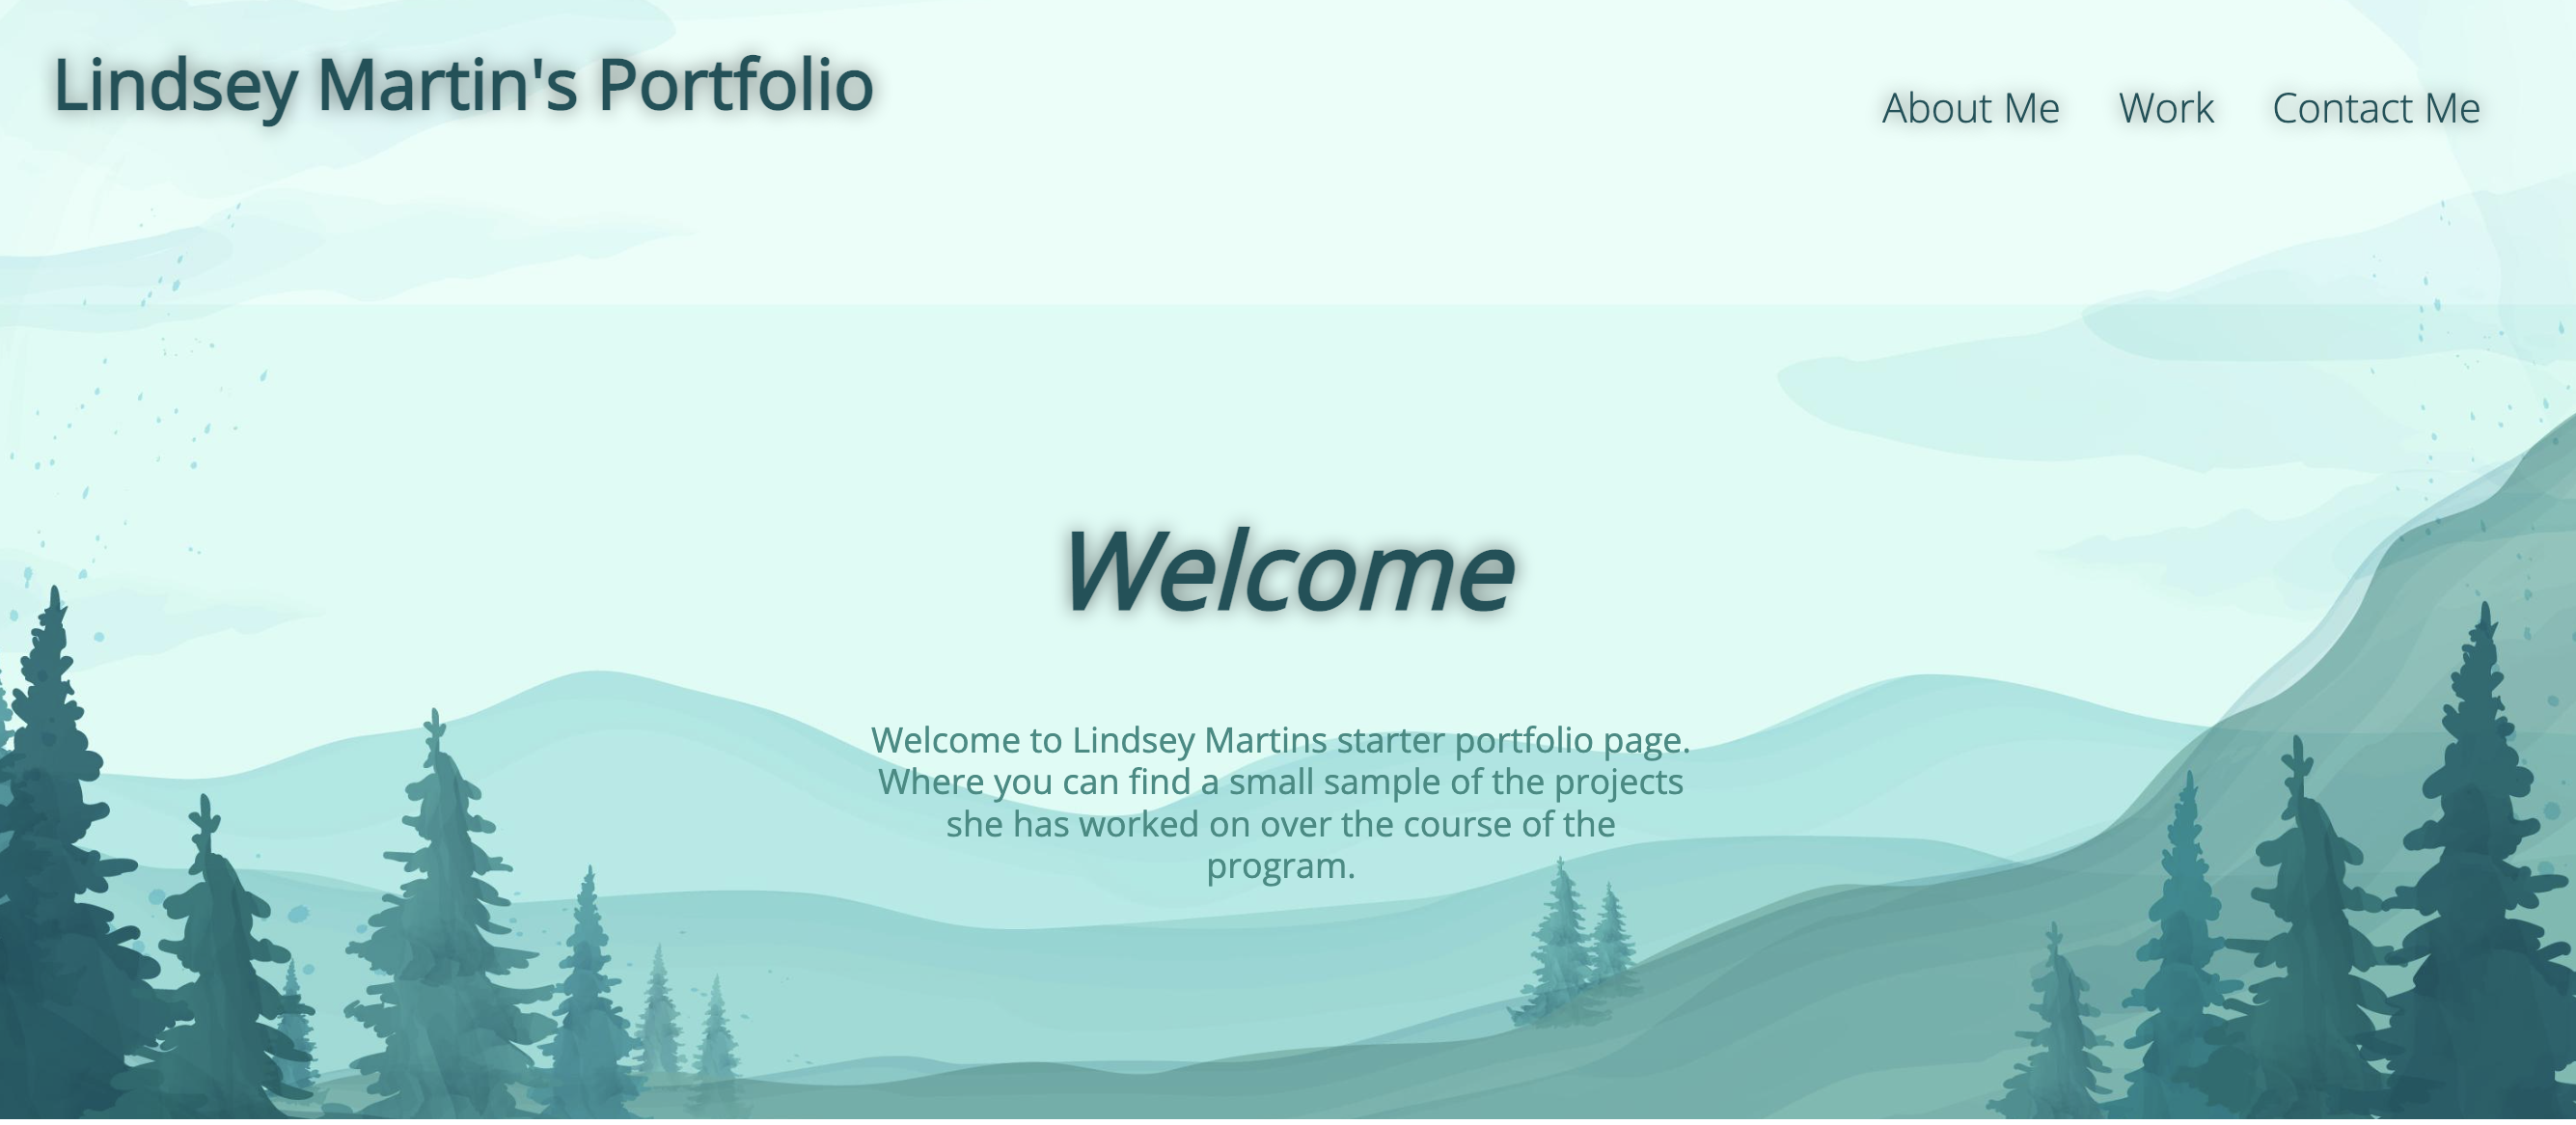 Lindsey Martin's Portfolio
About Me Work Contact Me
Welcome
Welcome to Lindsey Martins starter portfolio page.
Where you can find a small sample of the projects
she has worked on over the course of the
program.